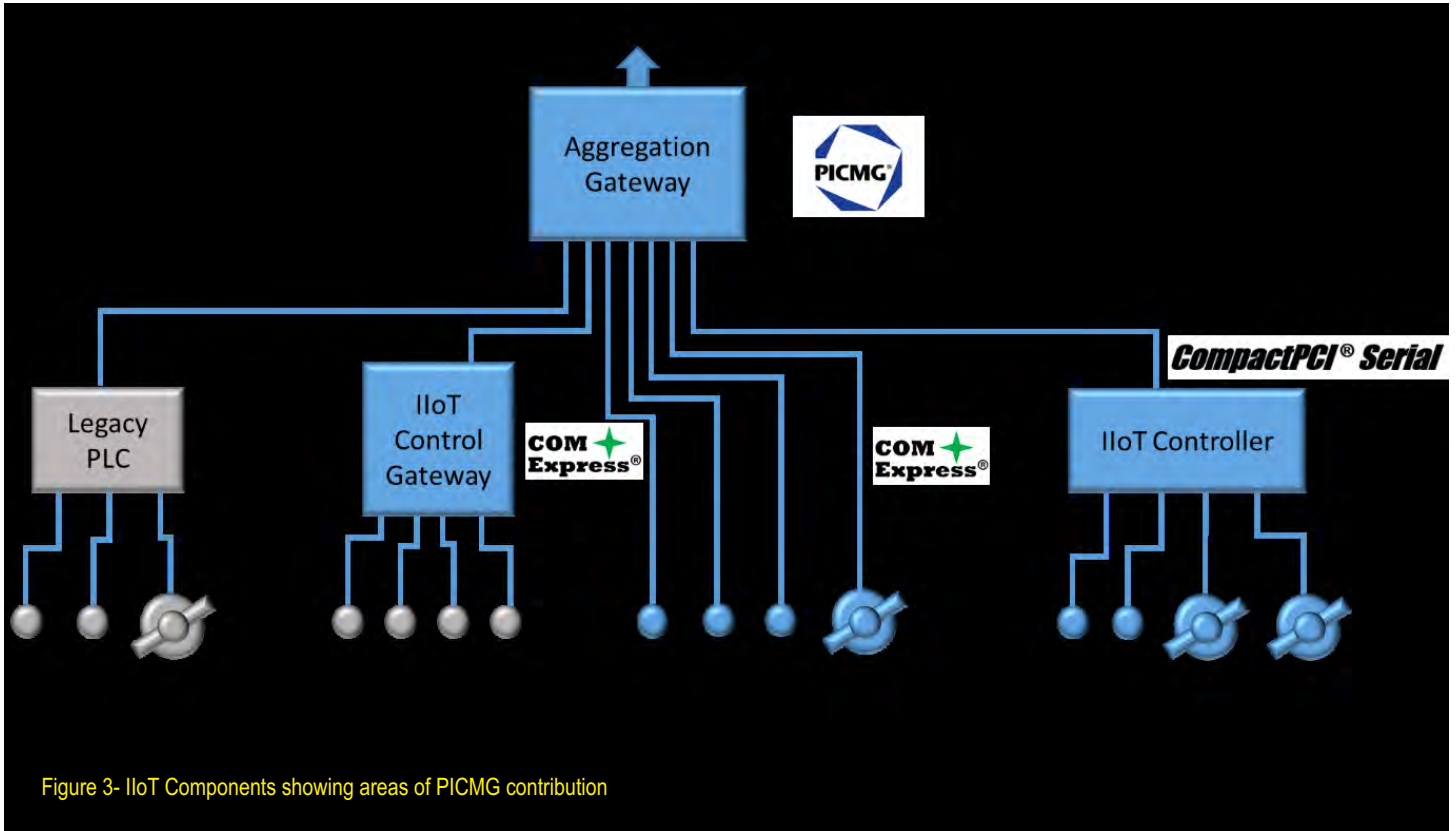 Aggregation
Gateway
PICMG®
CompactPCI® Serial
Legacy
PLC
IIoT
Control
Gateway
COM
Express®
COM
Express®
IIoT Controller
Figure 3- IIoT Components showing areas of PICMG contribution